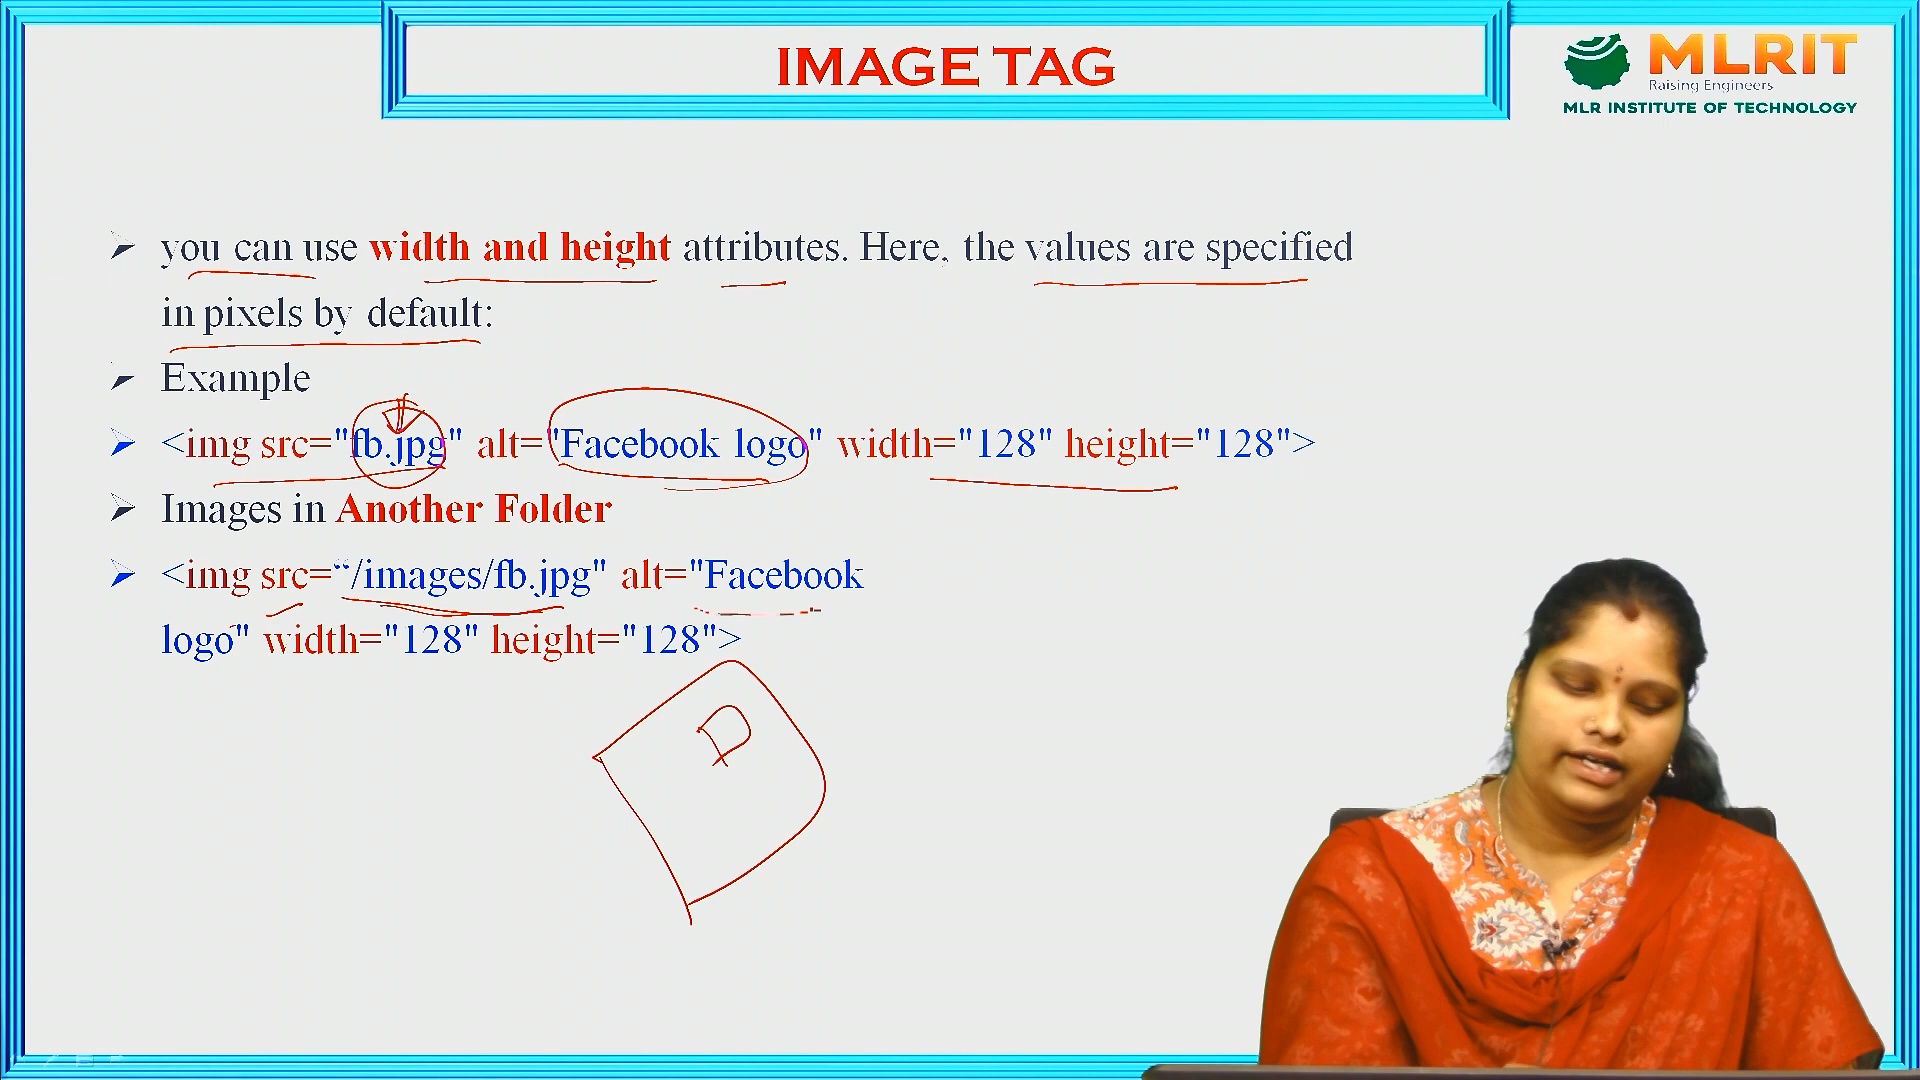 IMAGE TAG
MLRIT
Raising Engineers
MLR INSTITUTE OF TECHNOLOGY
you can use width and height attributes. Here, the values are specified
in pixels by default:
Example
<img src="fb.jpg" alt="Facebook logo" width="128" height="128">
Images in Another Folder
<img src=“/images/fb.jpg" alt="Facebook
logo" width="128" height="128">